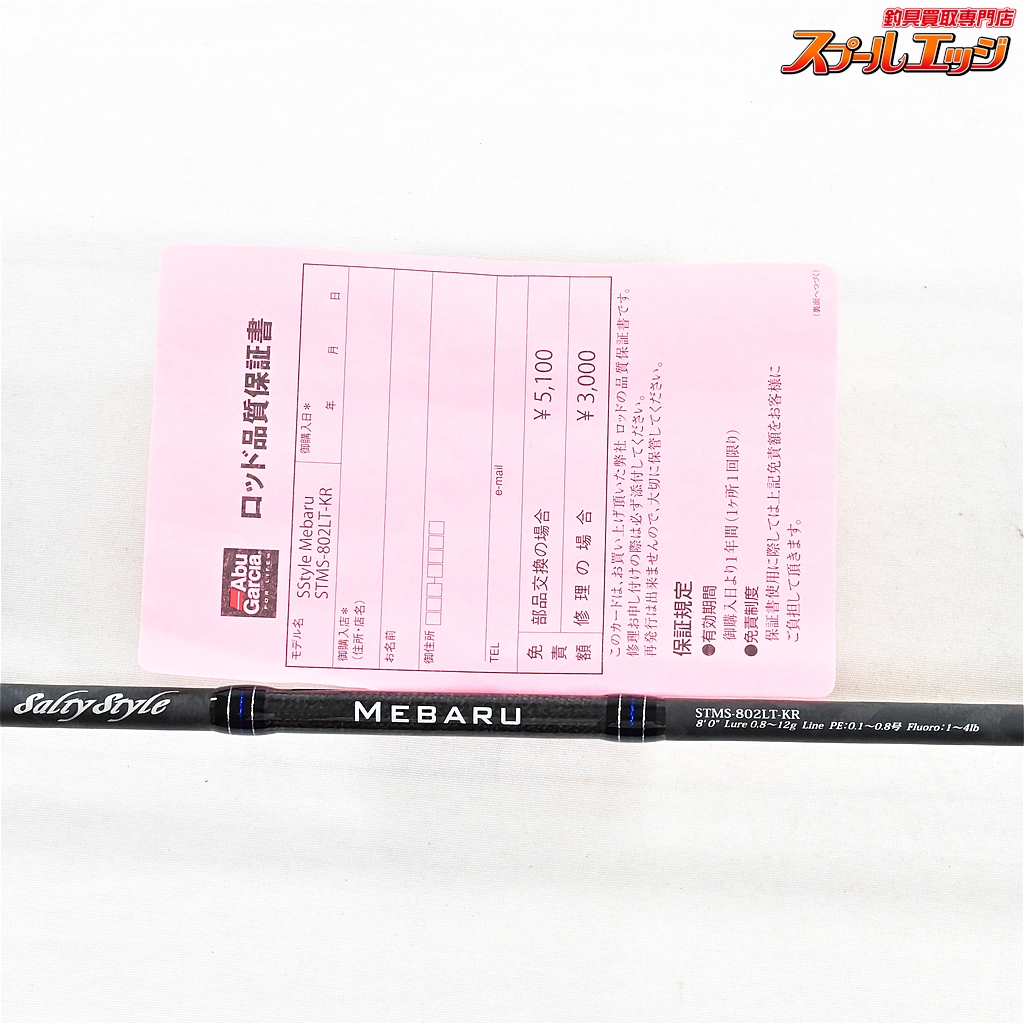 釣具買取専門店
スプールエッジ
Abu
Garcia
FOR LIFE
ロッド品質保証書
モデル名
SStyle Mebaru
STMS-802LT-KR
御購入日*
年 月 日
御購入店*
(住所・店名)
お名前
御住所
TEL
e-mail
免責額
部品交換の場合 ¥5,100
修理の場合 ¥3,000
このカードは、お買い上げ頂いた弊社 ロッドの品質保証書です。
修理お申し付けの際は必ず添付してください。
再発行は出来ませんので、大切に保管してください。
保証規定
●有効期間
御購入日より1年間(1ヶ所1回限り)
●免責制度
保証書使用に際しては上記免責額をお客様に
ご負担して頂きます。
(裏面へつづく)
Salty Style
MEBARU
STMS-802LT-KR
8'0" Lure 0.8~12g Line PE:0.1~0.8号 Fluoro:1~4lb